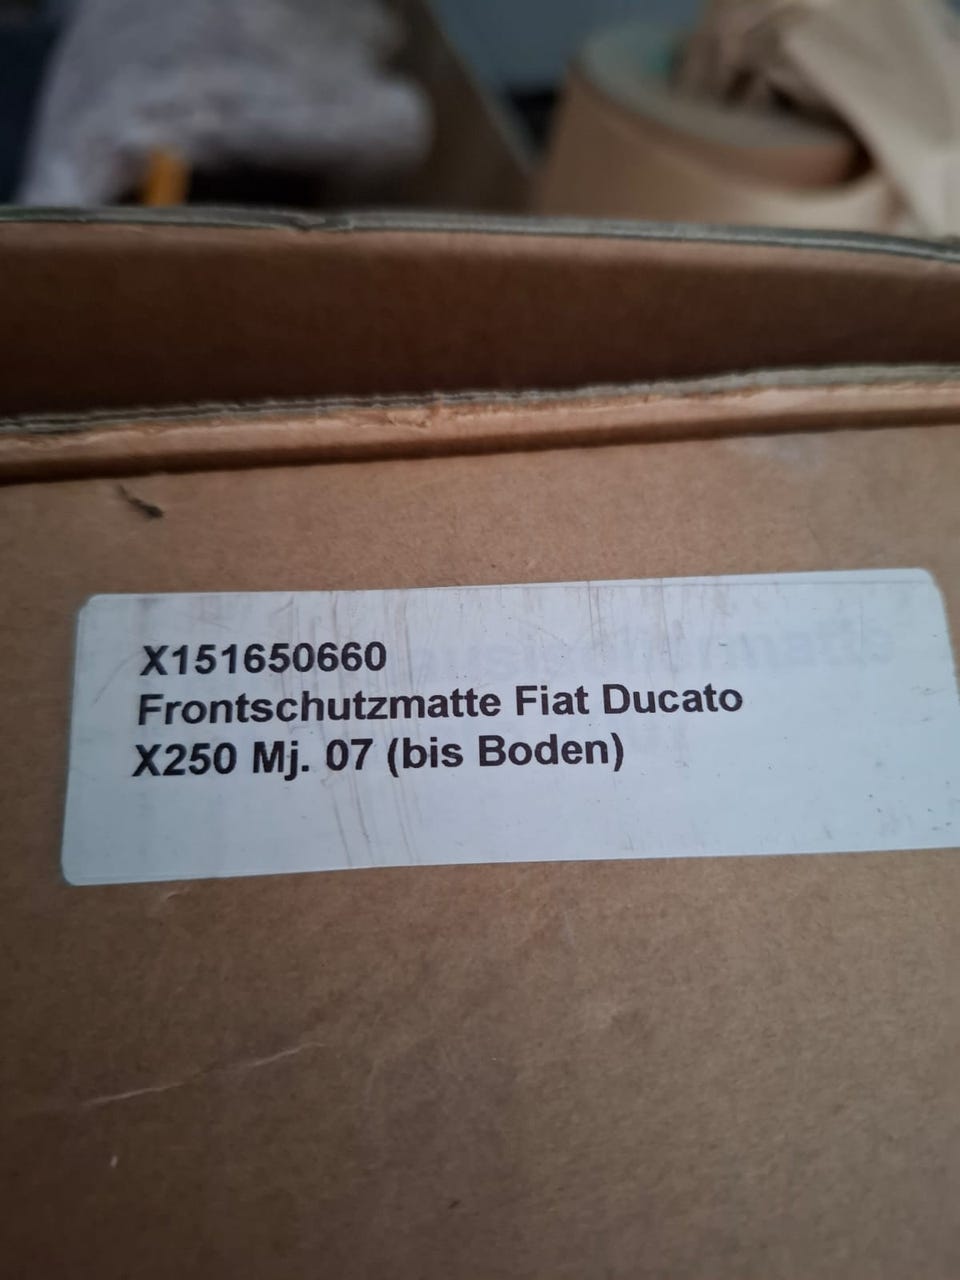 X151650660
Frontschutzmatte Fiat Ducato
X250 Mj. 07 (bis Boden)